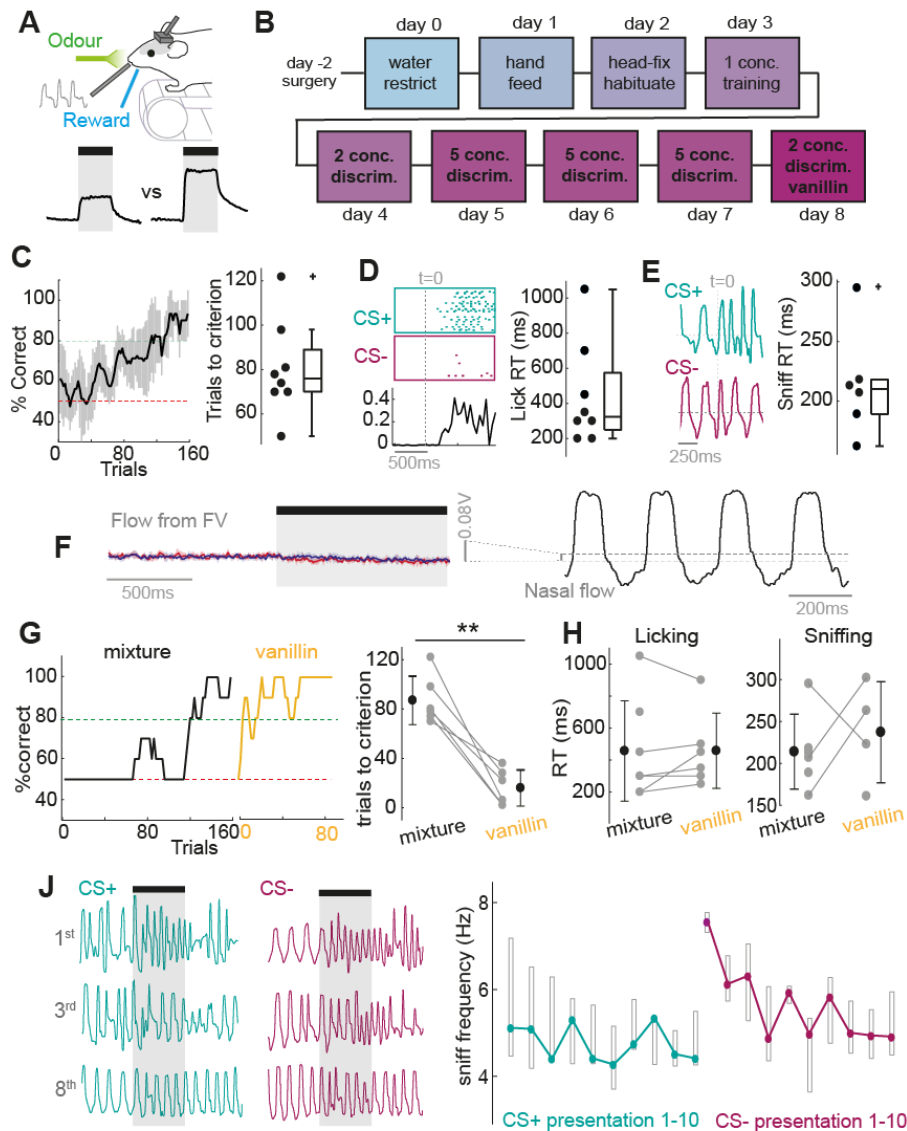 A
Odour
Reward
vs
B
day -2
surgery
day 0
water
restrict
day 1
hand
feed
day 2
head-fix
habituate
day 3
1 conc.
training
2 conc.
discrim.
day 4
5 conc.
discrim.
day 5
5 conc.
discrim.
day 6
5 conc.
discrim.
day 7
2 conc.
discrim.
vanillin
day 8
C
% Correct
100
80
60
40
0
80
160
Trials
Trials to criterion
120
100
80
60
D
t=0
CS+
CS-
0.4
0.2
0
500ms
Lick RT (ms)
1000
800
600
400
200
E
t=0
CS+
CS-
250ms
Sniff RT (ms)
300
250
200
F
Flow from FV
500ms
0.08V
Nasal flow
200ms
G
mixture
vanillin
%correct
100
80
60
40
0
80
160
0
80
Trials
trials to criterion
**
120
80
40
0
mixture
vanillin
H
Licking
RT (ms)
1000
600
200
mixture
vanillin
Sniffing
300
250
200
150
mixture
vanillin
J
CS+
CS-
1st
3rd
8th
sniff frequency (Hz)
8
6
4
CS+ presentation 1-10
CS- presentation 1-10